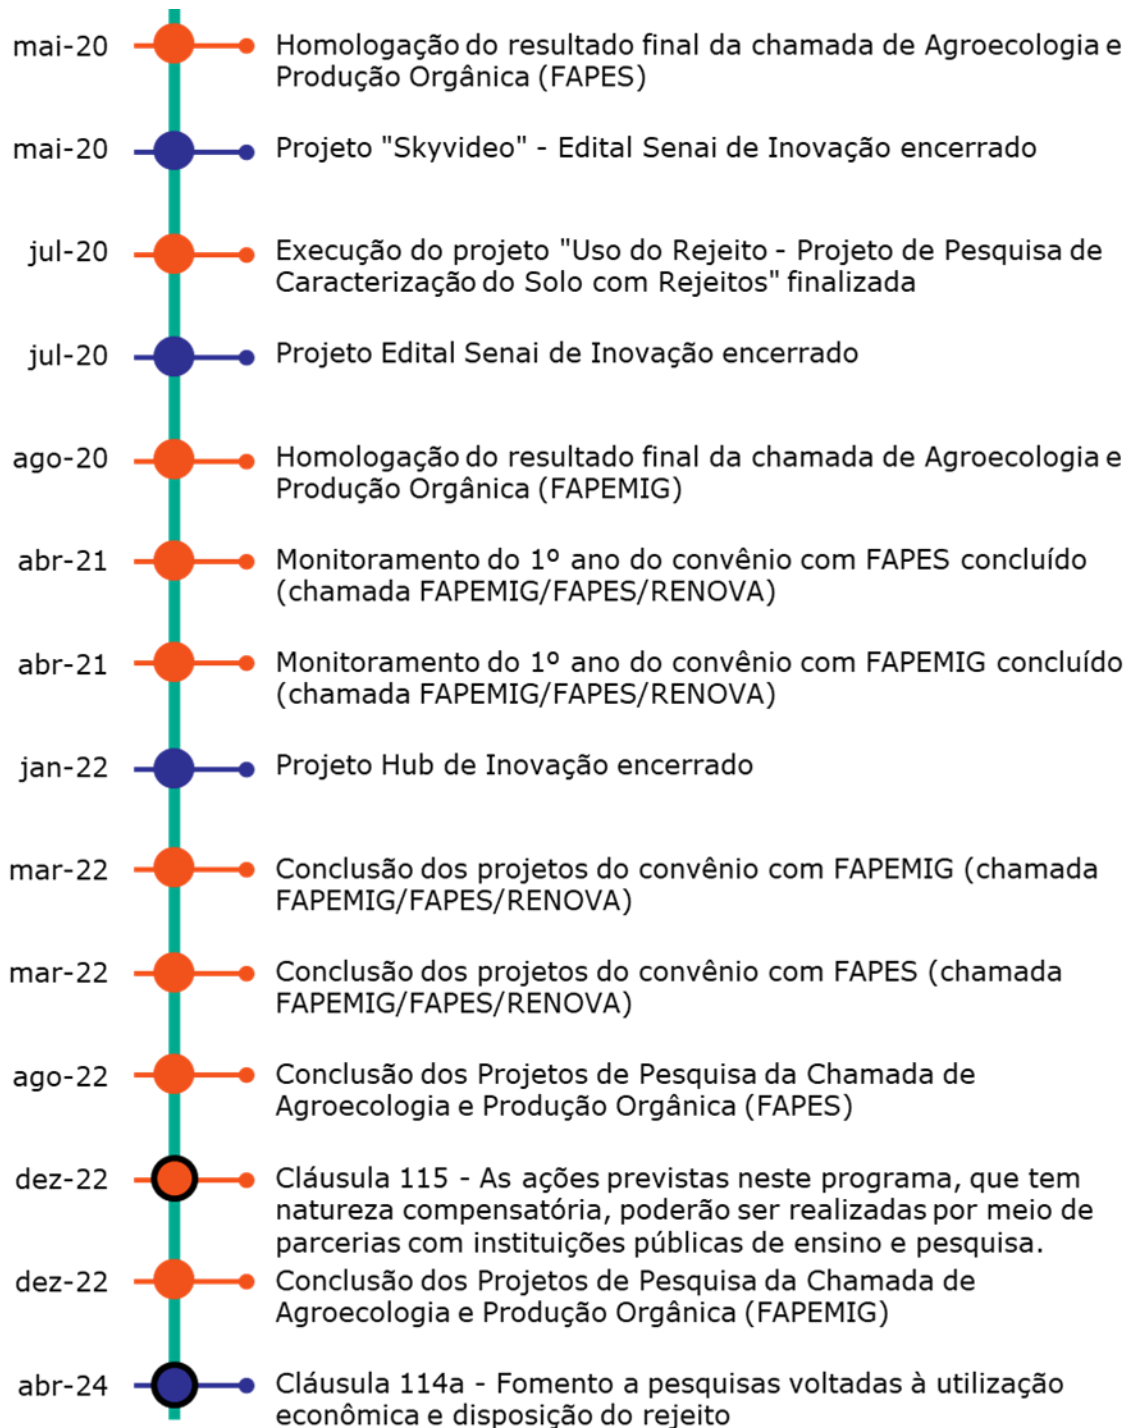 mai-20
Homologação do resultado final da chamada de Agroecologia e
Produção Orgânica (FAPES)
mai-20
Projeto "Skyvideo" - Edital Senai de Inovação encerrado
jul-20
Execução do projeto "Uso do Rejeito - Projeto de Pesquisa de
Caracterização do Solo com Rejeitos" finalizada
jul-20
Projeto Edital Senai de Inovação encerrado
ago-20
Homologação do resultado final da chamada de Agroecologia e
Produção Orgânica (FAPEMIG)
abr-21
Monitoramento do 1º ano do convênio com FAPES concluído
(chamada FAPEMIG/FAPES/RENOVA)
abr-21
Monitoramento do 1º ano do convênio com FAPEMIG concluído
(chamada FAPEMIG/FAPES/RENOVA)
jan-22
Projeto Hub de Inovação encerrado
mar-22
Conclusão dos projetos do convênio com FAPEMIG (chamada
FAPEMIG/FAPES/RENOVA)
mar-22
Conclusão dos projetos do convênio com FAPES (chamada
FAPEMIG/FAPES/RENOVA)
ago-22
Conclusão dos Projetos de Pesquisa da Chamada de
Agroecologia e Produção Orgânica (FAPES)
dez-22
Cláusula 115 - As ações previstas neste programa, que tem
natureza compensatória, poderão ser realizadas por meio de
parcerias com instituições públicas de ensino e pesquisa.
dez-22
Conclusão dos Projetos de Pesquisa da Chamada de
Agroecologia e Produção Orgânica (FAPEMIG)
abr-24
Cláusula 114a - Fomento a pesquisas voltadas à utilização
econômica e disposição do rejeito